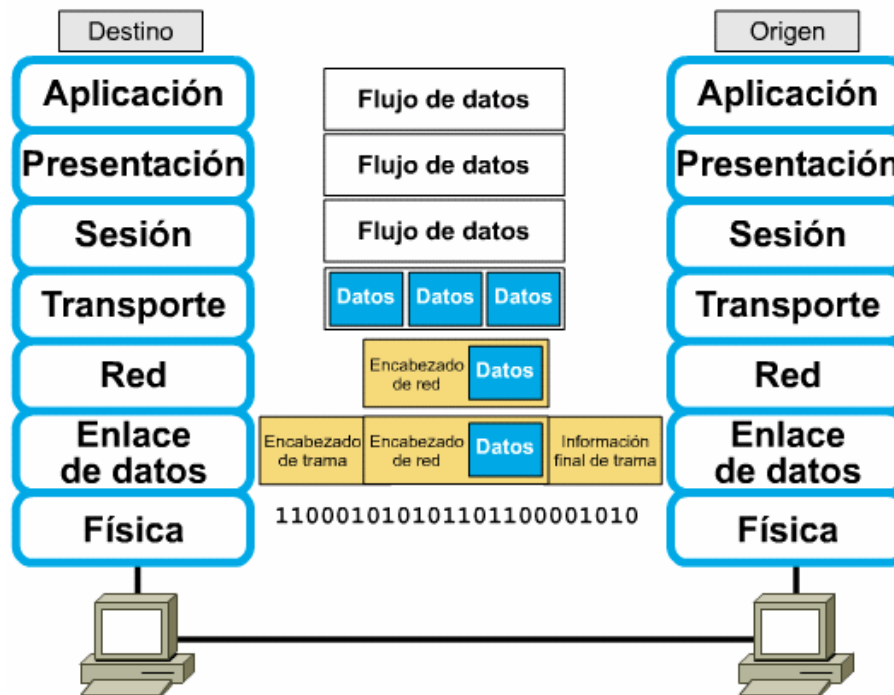 Destino
Origen
Aplicación
Flujo de datos
Aplicación
Presentación
Flujo de datos
Presentación
Sesión
Flujo de datos
Sesión
Transporte
Datos Datos Datos
Transporte
Red
Encabezado
de red
Datos
Red
Enlace
de datos
Encabezado
de trama
Encabezado
de red
Datos
Información
final de trama
Enlace
de datos
Física
110001010101101100001010
Física